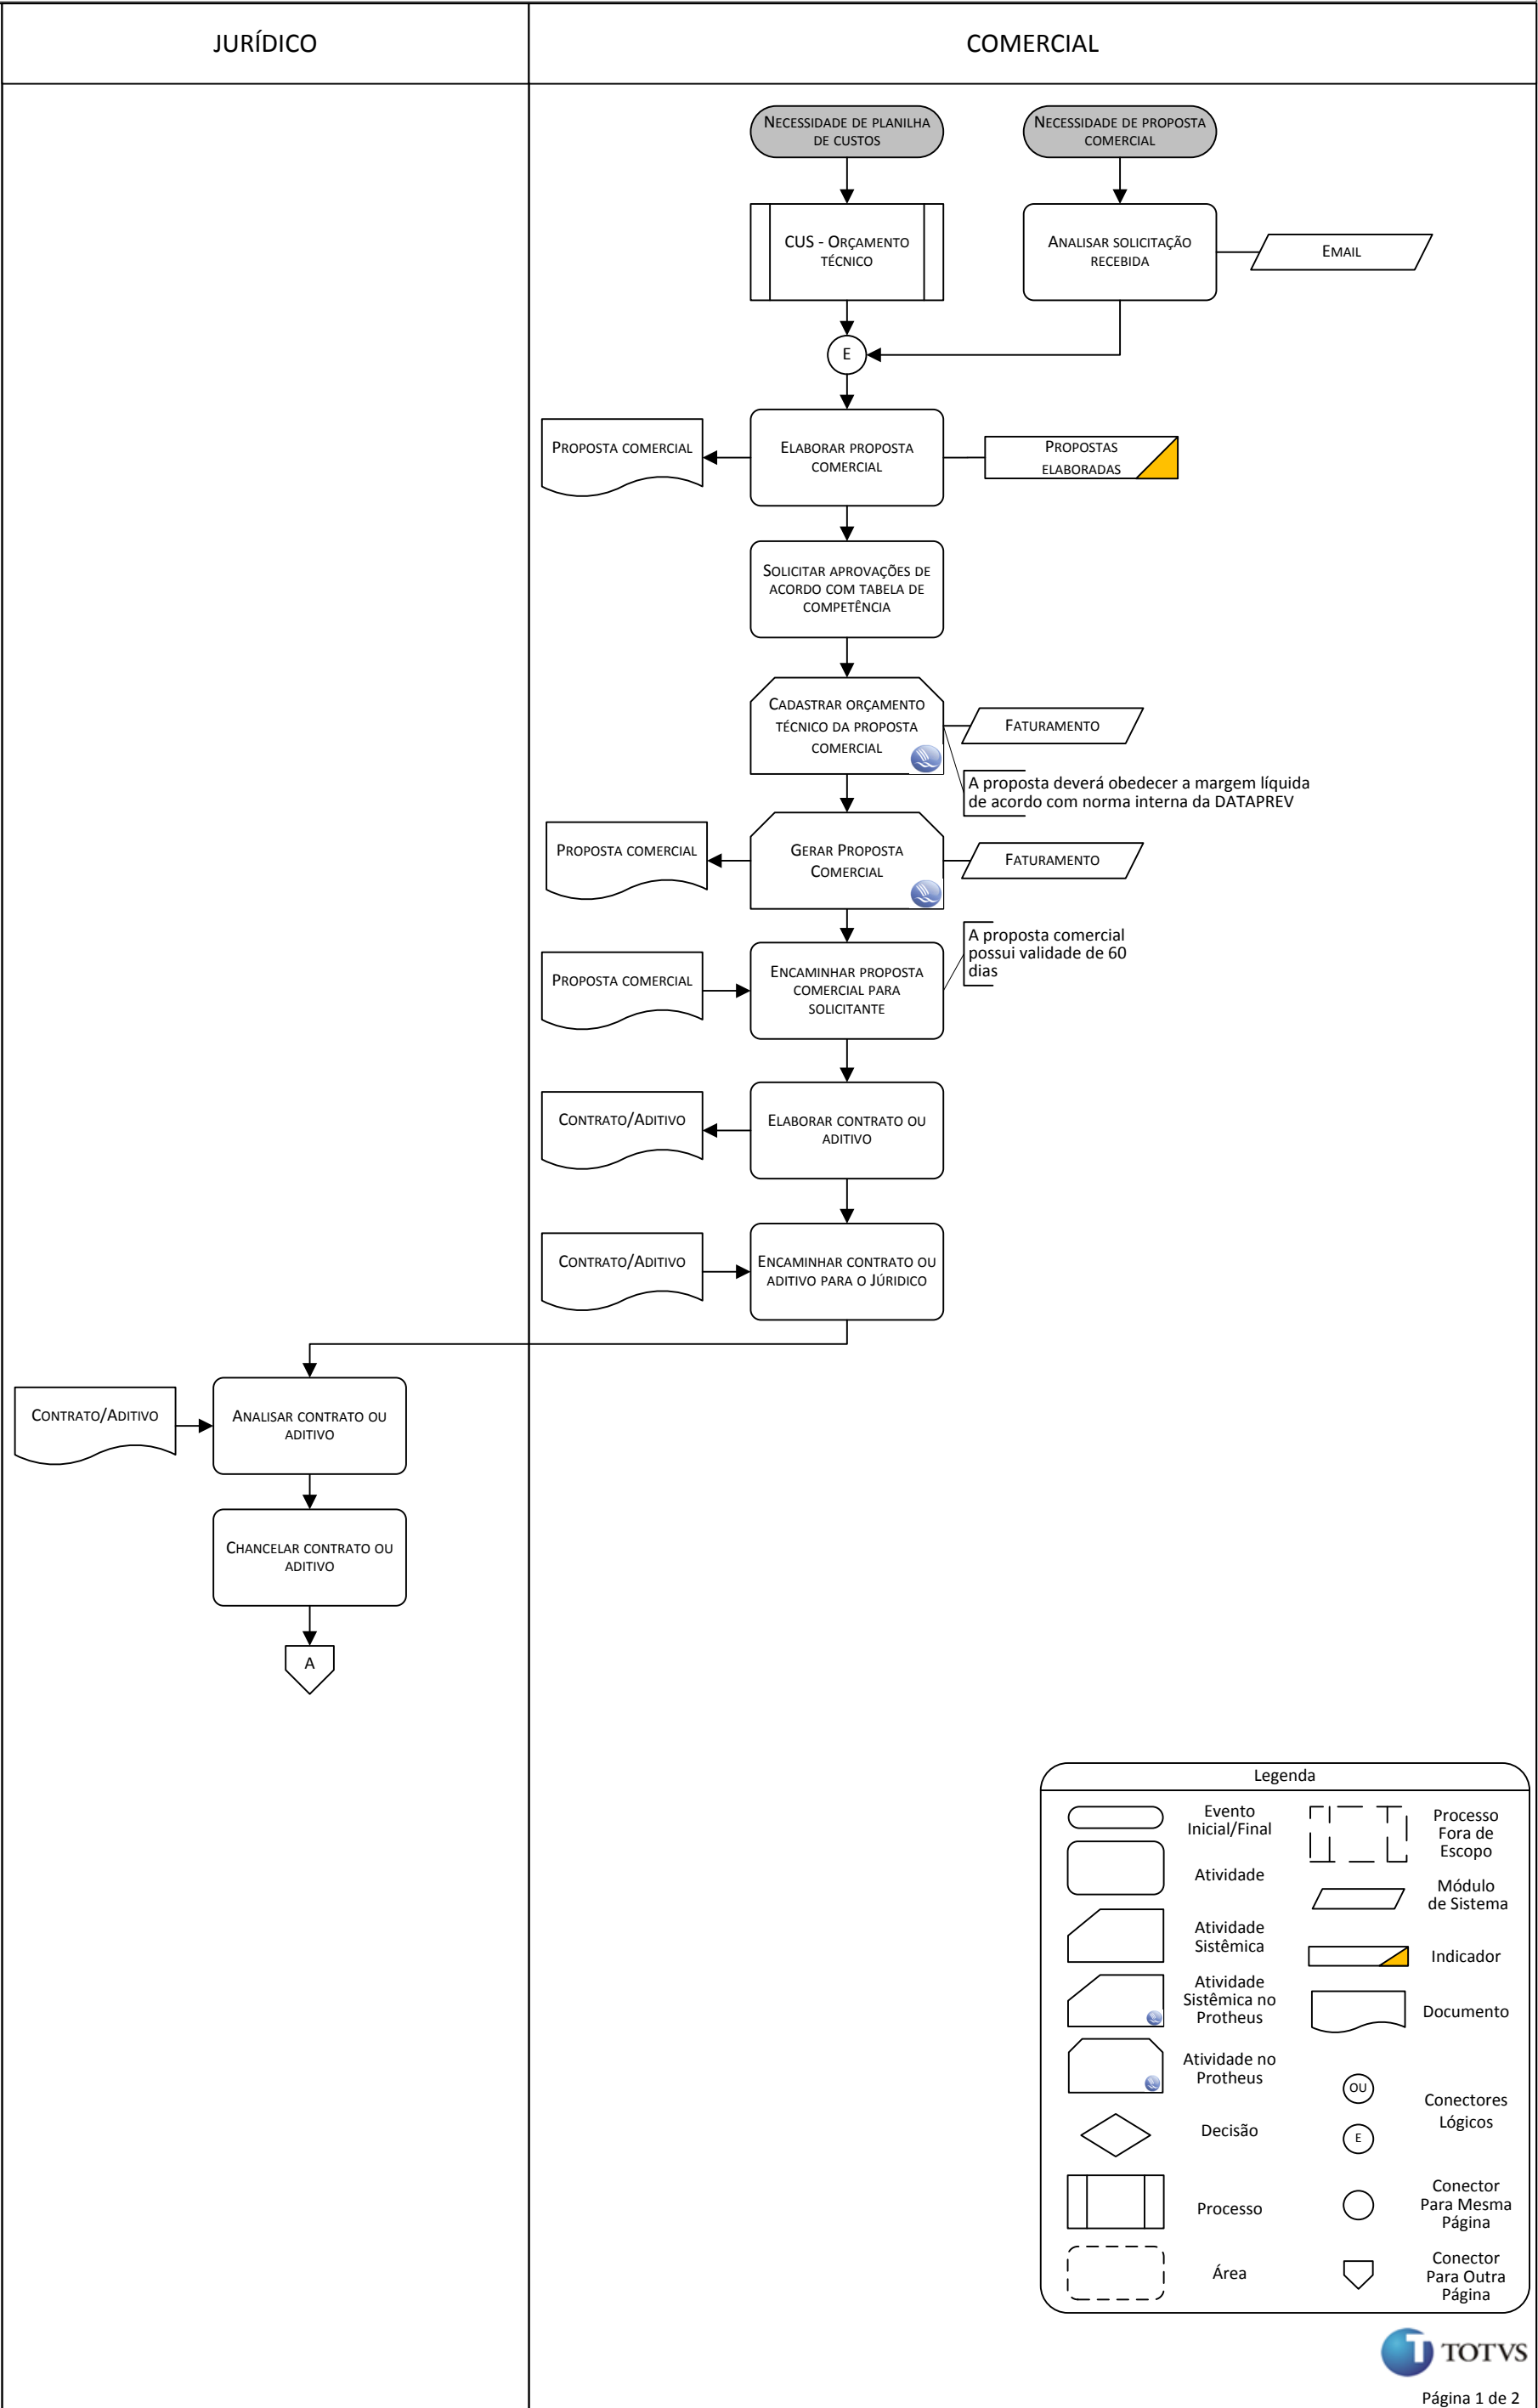 JURÍDICO
COMERCIAL
NECESSIDADE DE PLANILHA
DE CUSTOS
NECESSIDADE DE PROPOSTA
COMERCIAL
CUS - ORÇAMENTO
TÉCNICO
ANALISAR SOLICITAÇÃO
RECEBIDA
EMAIL
E
PROPOSTA COMERCIAL
ELABORAR PROPOSTA
COMERCIAL
PROPOSTAS
ELABORADAS
SOLICITAR APROVAÇÕES DE
ACORDO COM TABELA DE
COMPETÊNCIA
CADASTRAR ORÇAMENTO
TÉCNICO DA PROPOSTA
COMERCIAL
FATURAMENTO
A proposta deverá obedecer a margem líquida
de acordo com norma interna da DATAPREV
PROPOSTA COMERCIAL
GERAR PROPOSTA
COMERCIAL
FATURAMENTO
A proposta comercial
possui validade de 60
dias
PROPOSTA COMERCIAL
ENCAMINHAR PROPOSTA
COMERCIAL PARA
SOLICITANTE
CONTRATO/ADITIVO
ELABORAR CONTRATO OU
ADITIVO
CONTRATO/ADITIVO
ENCAMINHAR CONTRATO OU
ADITIVO PARA O JÚRIDICO
CONTRATO/ADITIVO
ANALISAR CONTRATO OU
ADITIVO
CHANCELAR CONTRATO OU
ADITIVO
A
Legenda
Evento
Inicial/Final
Atividade
Atividade
Sistêmica
Atividade
Sistêmica no
Protheus
Atividade no
Protheus
Decisão
Processo
Área
Processo
Fora de
Escopo
Módulo
de Sistema
Indicador
Documento
OU
E
Conectores
Lógicos
Conector
Para Mesma
Página
Conector
Para Outra
Página
TOTVS
Página 1 de 2